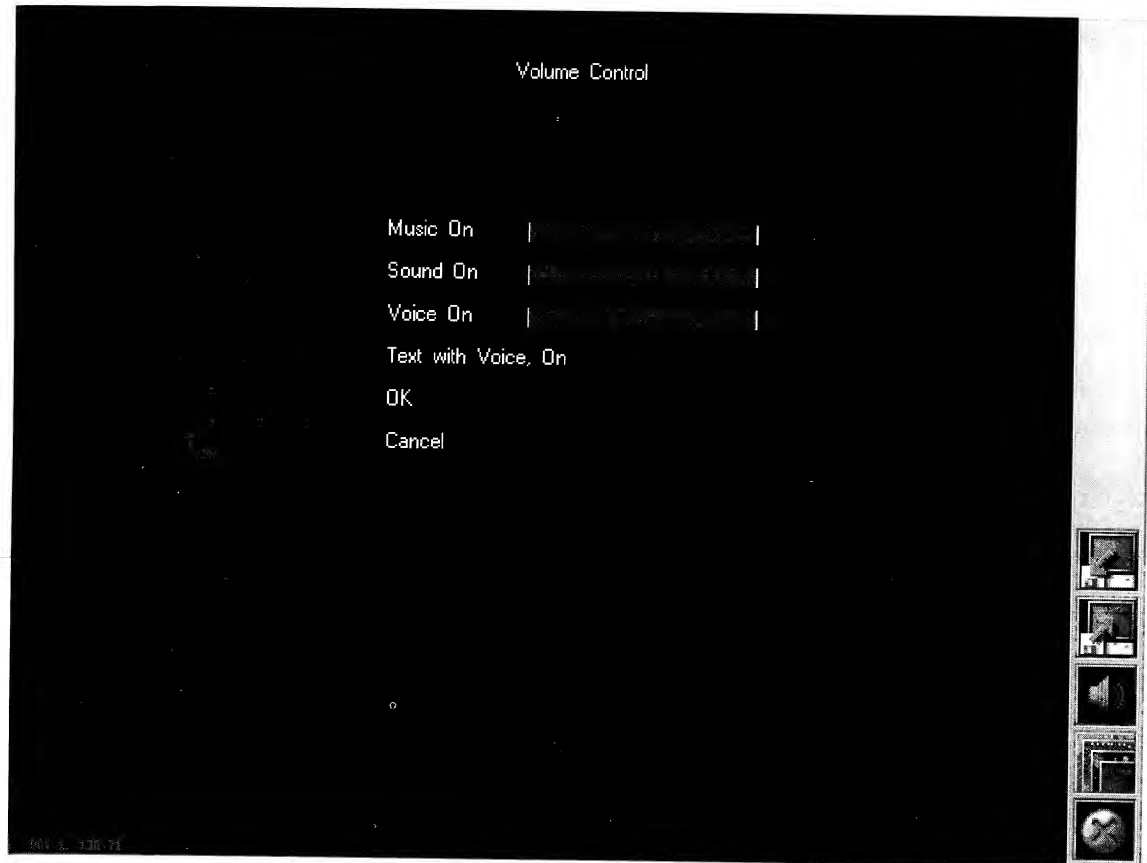 Volume Control
Music On
Sound On
Voice On
Text with Voice, On
OK
Cancel